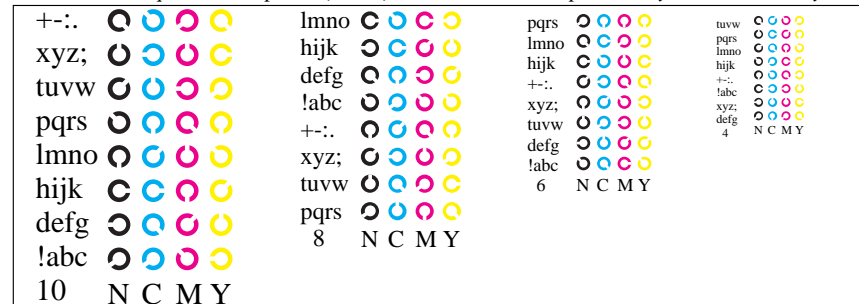 +-:.
xyz;
tuvw
pqrs
lmno
hijk
defg
!abc
10 N C M Y
lmno
hijk
defg
!abc
+-:.
xyz;
tuvw
pqrs
8 N C M Y
pqrs
lmno
hijk
+-:.
xyz;
tuvw
defg
!abc
6 N C M Y
tuvw
pqrs
lmno
hijk
+-:.
!abc
xyz;
defg
4 N C M Y